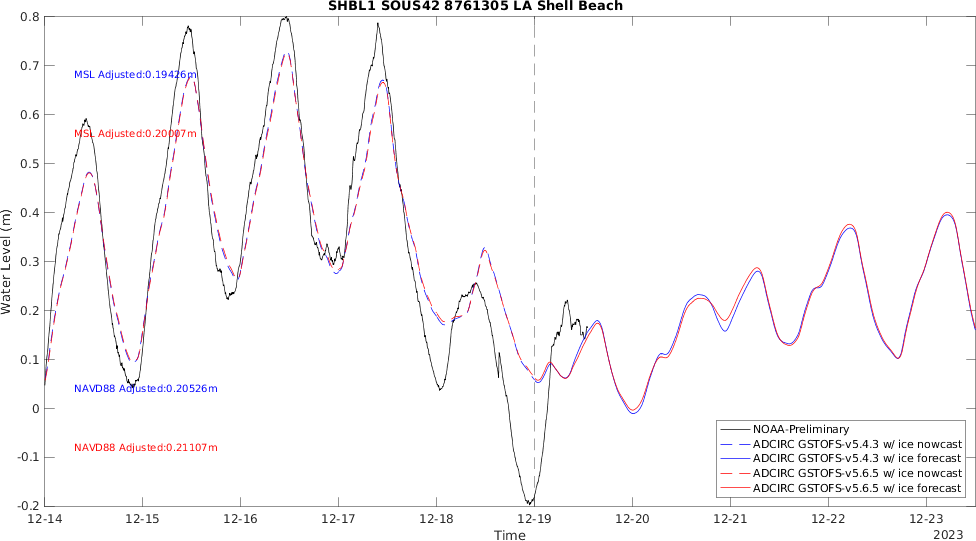 SHBL1 SOUS42 8761305 LA Shell Beach
0.8
0.7
0.6
0.5
0.4
0.3
0.2
0.1
0
-0.1
-0.2
Water Level (m)
MSL Adjusted:0.19426m
MSL Adjusted:0.20007m
NAVD88 Adjusted:0.20526m
NAVD88 Adjusted:0.21107m
NOAA-Preliminary
ADCIRC GSTOFS-v5.4.3 w/ ice nowcast
ADCIRC GSTOFS-v5.4.3 w/ ice forecast
ADCIRC GSTOFS-v5.6.5 w/ ice nowcast
ADCIRC GSTOFS-v5.6.5 w/ ice forecast
12-14 12-15 12-16 12-17 12-18 12-19 12-20 12-21 12-22 12-23
Time
2023